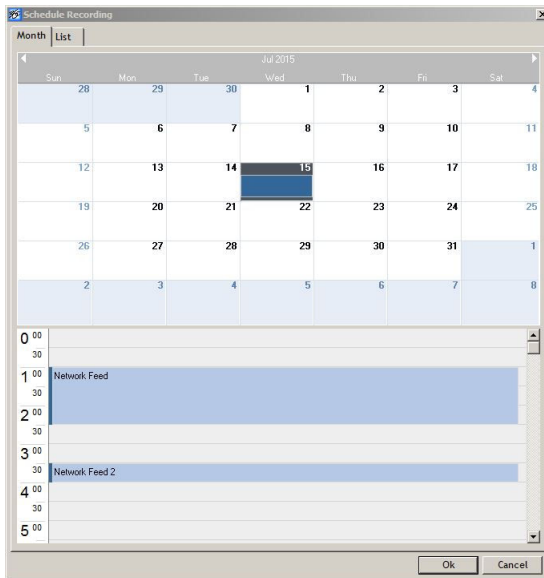 Schedule Recording
Month List
Jul 2015
Sun Mon Tue Wed Thu Fri Sat
28 29 30 1 2 3 4
5 6 7 8 9 10 11
12 13 14 15 16 17 18
19 20 21 22 23 24 25
26 27 28 29 30 31 1
2 3 4 5 6 7 8
0 00
30
1 00 Network Feed
30
2 00
30
3 00
30 Network Feed 2
4 00
30
5 00
Ok Cancel